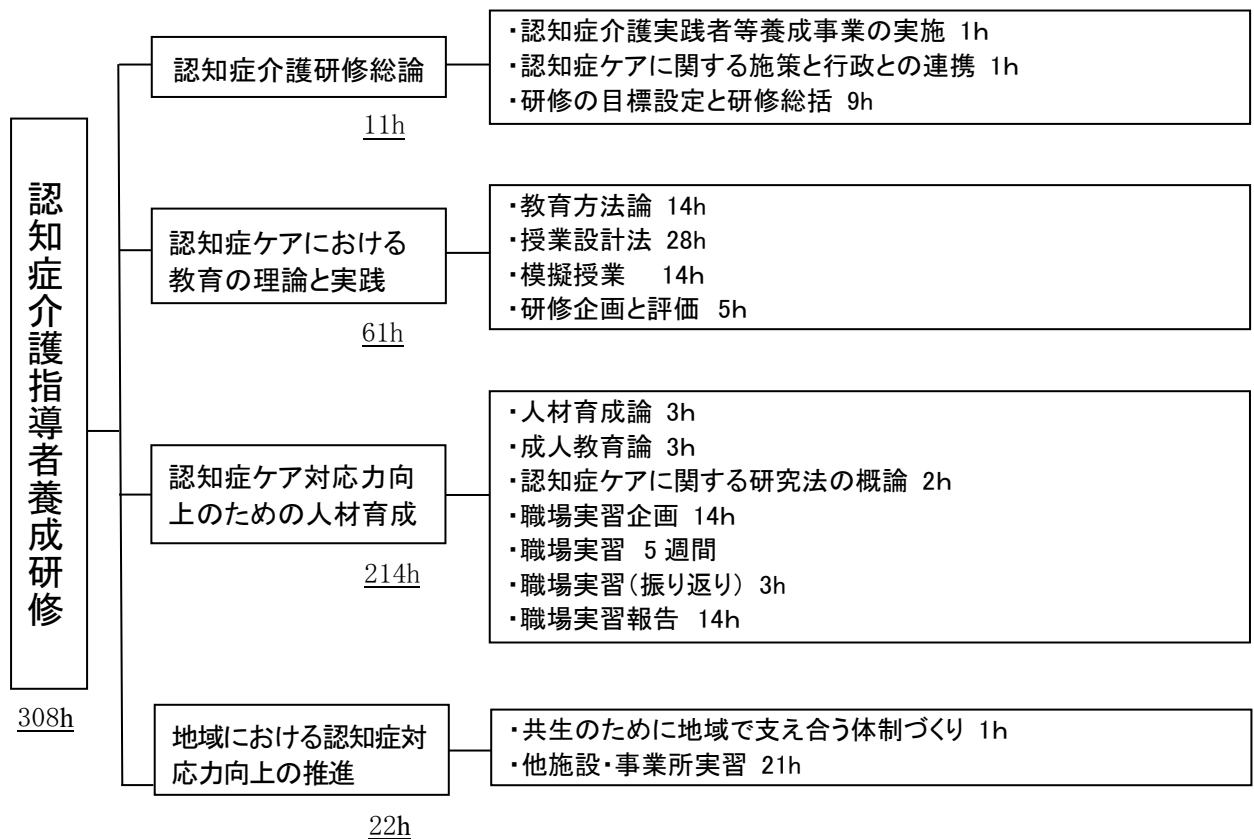 認知症介護指導者養成研修
308h
認知症介護研修総論
11h
・認知症介護実践者等養成事業の実施 1h
・認知症ケアに関する施策と行政との連携 1h
・研修の目標設定と研修総括 9h
認知症ケアにおける
教育の理論と実践
61h
・教育方法論 14h
・授業設計法 28h
・模擬授業 14h
・研修企画と評価 5h
認知症ケア対応力向
上のための人材育成
214h
・人材育成論 3h
・成人教育論 3h
・認知症ケアに関する研究法の概論 2h
・職場実習企画 14h
・職場実習 5 週間
・職場実習(振り返り) 3h
・職場実習報告 14h
地域における認知症対
応力向上の推進
22h
・共生のために地域で支え合う体制づくり 1h
・他施設・事業所実習 21h